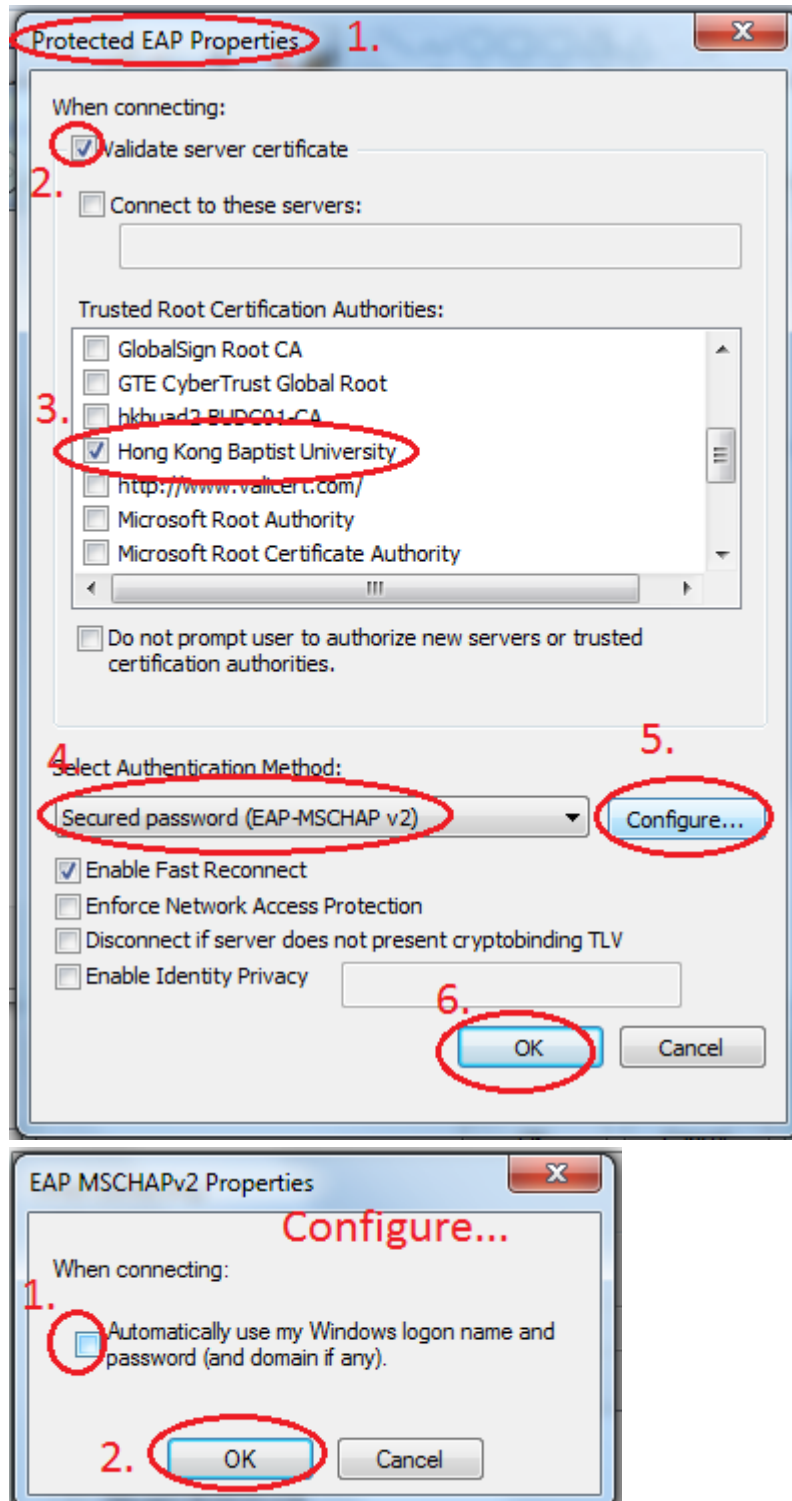 Protected EAP Properties 1.
When connecting:
Validate server certificate
2.
Connect to these servers:
Trusted Root Certification Authorities:
GlobalSign Root CA
GTE CyberTrust Global Root
3.
hkbuad2-BUDC01-CA
Hong Kong Baptist University
http://www.valicert.com/
Microsoft Root Authority
Microsoft Root Certificate Authority
Do not prompt user to authorize new servers or trusted
certification authorities.
5.
4.
Select Authentication Method:
Secured password (EAP-MSCHAP v2) Configure...
Enable Fast Reconnect
Enforce Network Access Protection
Disconnect if server does not present cryptobinding TLV
Enable Identity Privacy
6.
OK Cancel
EAP MSCHAPv2 Properties
Configure...
When connecting:
1.
Automatically use my Windows logon name and
password (and domain if any).
2. OK Cancel